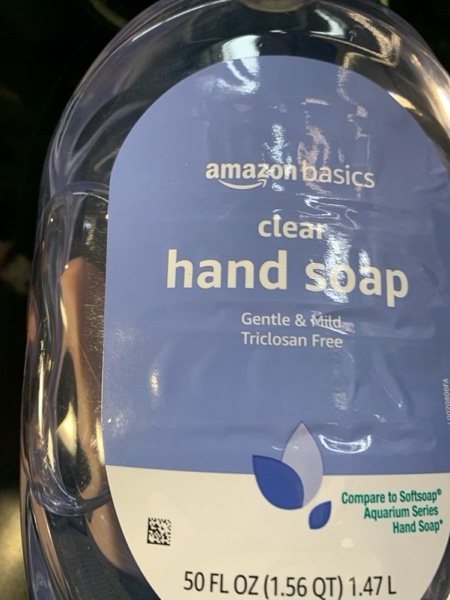 amazon basics
clear
hand soap
Gentle & Mild
Triclosan Free
Compare to Softsoap®
Aquarium Series
Hand Soap*
50 FL OZ (1.56 QT) 1.47 L